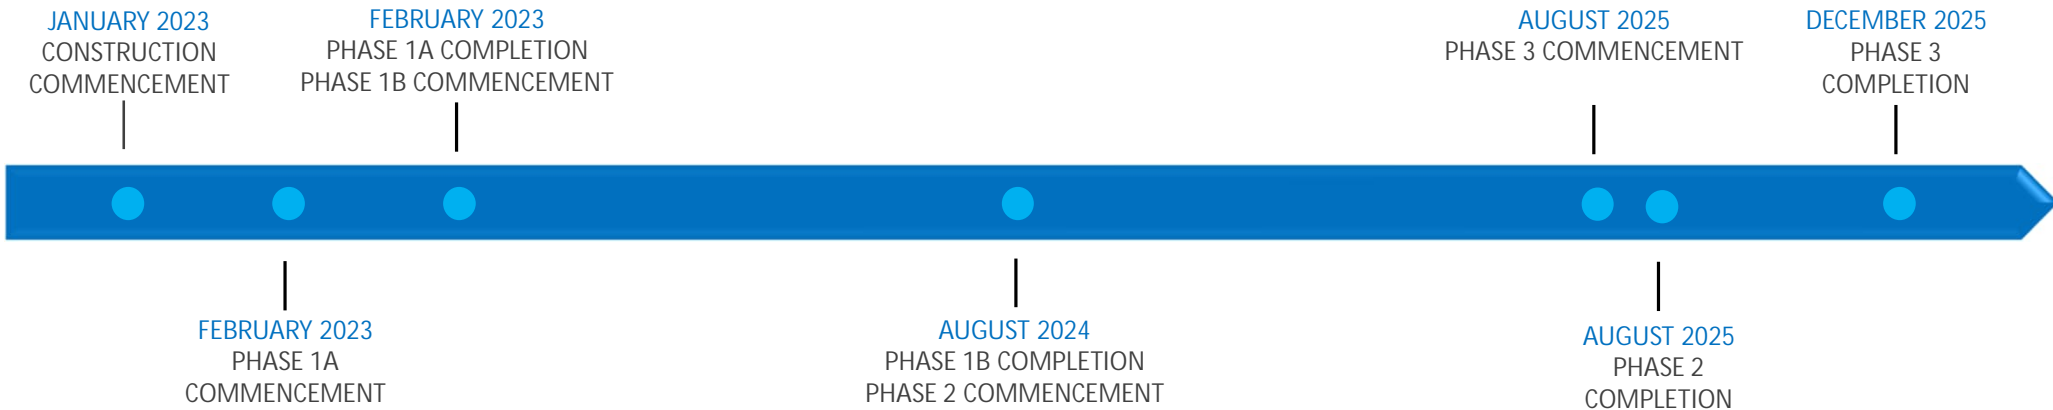 JANUARY 2023
CONSTRUCTION
COMMENCEMENT
FEBRUARY 2023
PHASE 1A COMPLETION
PHASE 1B COMMENCEMENT
AUGUST 2025
PHASE 3 COMMENCEMENT
DECEMBER 2025
PHASE 3
COMPLETION
FEBRUARY 2023
PHASE 1A
COMMENCEMENT
AUGUST 2024
PHASE 1B COMPLETION
PHASE 2 COMMENCEMENT
AUGUST 2025
PHASE 2
COMPLETION